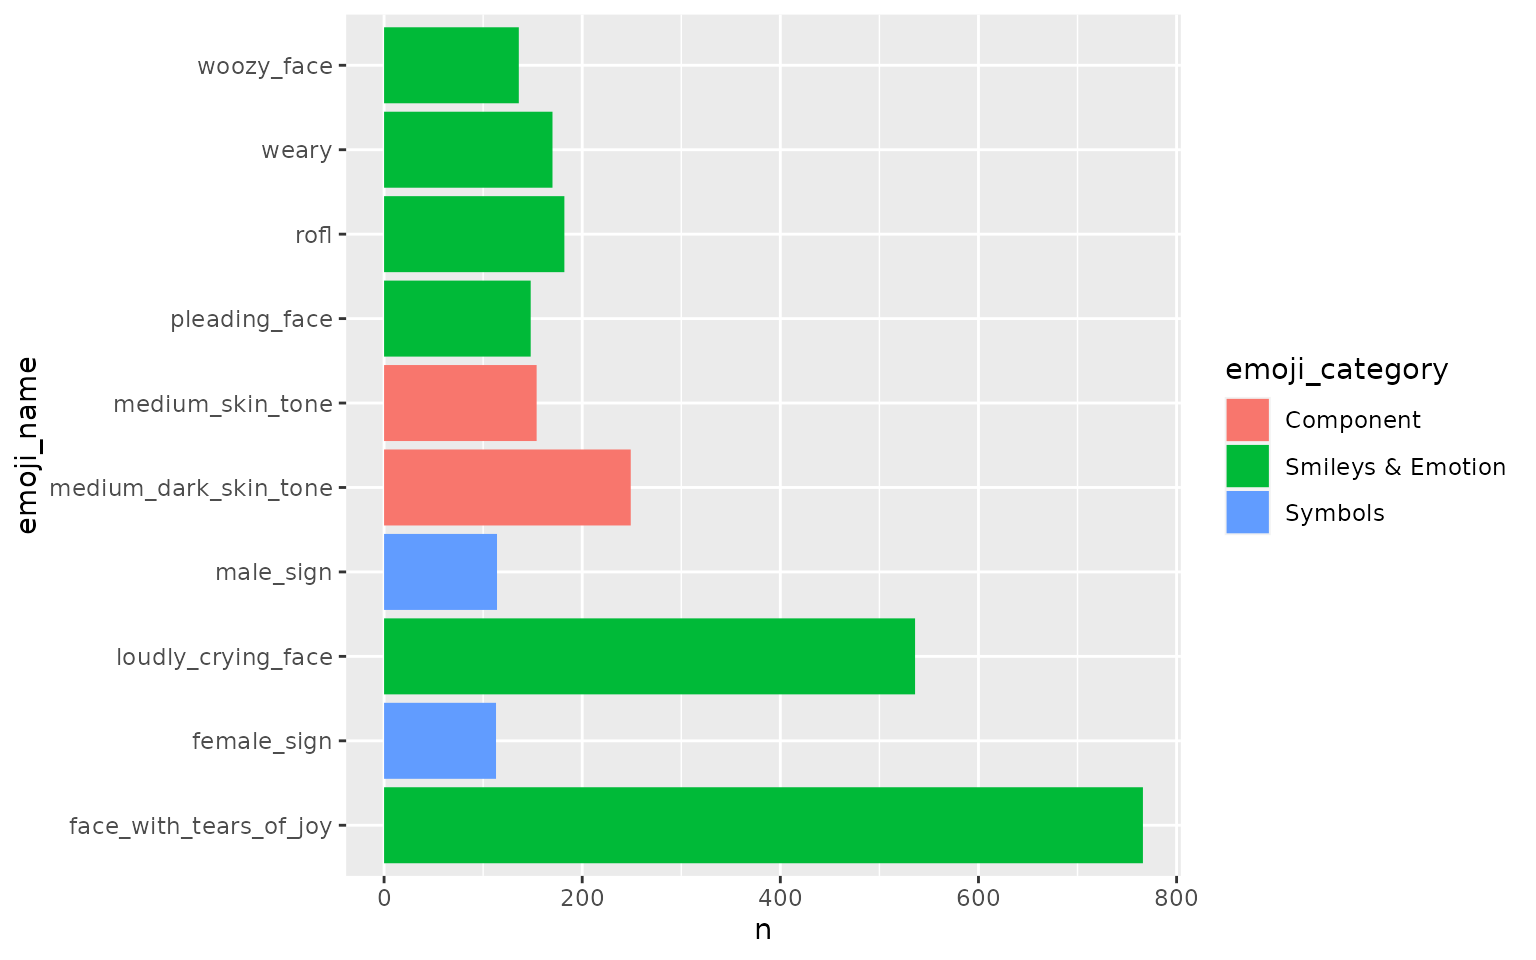 emoji_name
woozy_face
weary
rofl
pleading_face
medium_skin_tone
medium_dark_skin_tone
male_sign
loudly_crying_face
female_sign
face_with_tears_of_joy
0 200 400 600 800
n
emoji_category
Component
Smileys & Emotion
Symbols